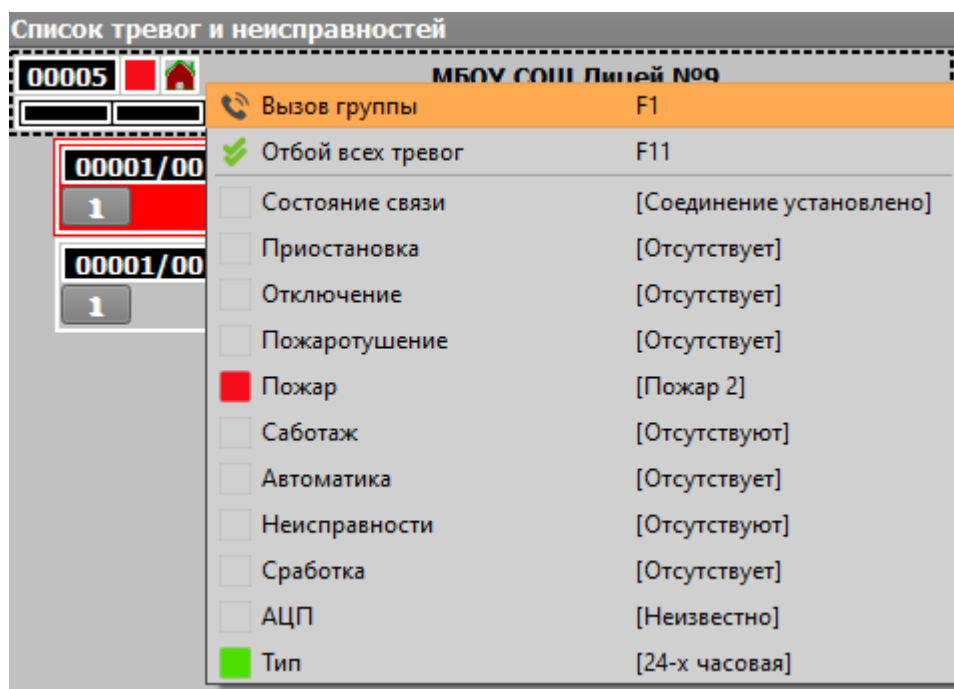 Список тревог и неисправностей
00005 МБОУ СОШ Лицей №9
Вызов группы F1
Отбой всех тревог F11
00001/00
1
Состояние связи [Соединение установлено]
Приостановка [Отсутствует]
00001/00
Отключение [Отсутствует]
1
Пожаротушение [Отсутствует]
Пожар [Пожар 2]
Саботаж [Отсутствуют]
Автоматика [Отсутствует]
Неисправности [Отсутствуют]
Сработка [Отсутствует]
АЦП [Неизвестно]
Тип [24-х часовая]